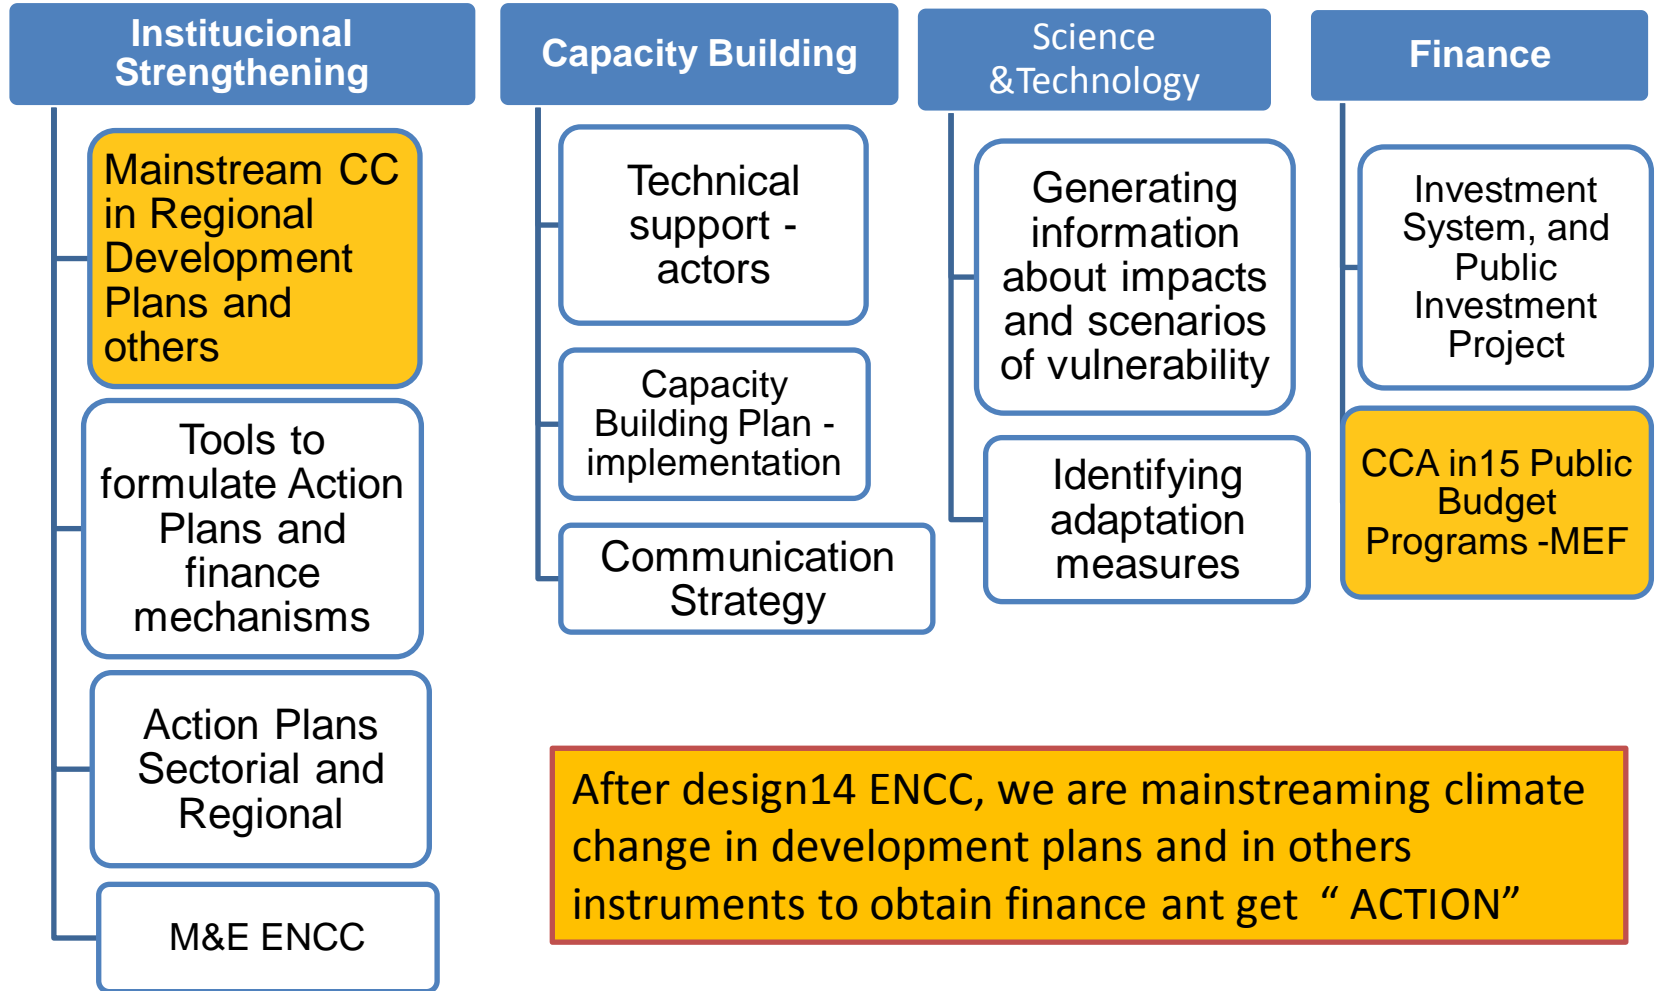 Institucional
Strengthening
Mainstream CC
in Regional
Development
Plans and
others
Tools to
formulate Action
Plans and
finance
mechanisms
Action Plans
Sectorial and
Regional
M&E ENCC
Capacity Building
Technical
support -
actors
Capacity
Building Plan -
implementation
Communication
Strategy
Science
&Technology
Generating
information
about impacts
and scenarios
of vulnerability
Identifying
adaptation
measures
Finance
Investment
System, and
Public
Investment
Project
CCA in15 Public
Budget
Programs -MEF
After design14 ENCC, we are mainstreaming climate
change in development plans and in others
instruments to obtain finance ant get “ ACTION”